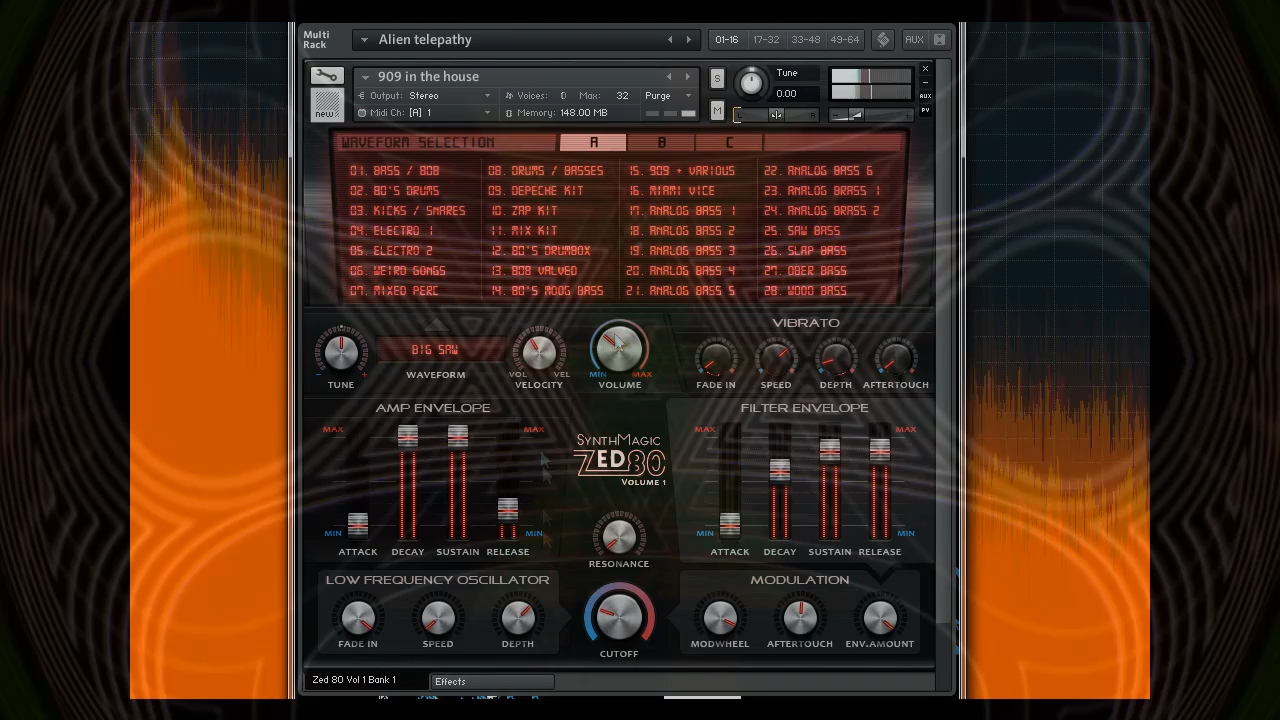 Multi
Rack
Alien telepathy
01-16 17-32 33-48 49-64 AUX
909 in the house
S
Tune
0.00
Output: Stereo
Voices: 0 Max: 32 Purge
new
Midi Ch: [A] 1
Memory: 148.00 MB
M
L R
AUX
PV
WAVEFORM SELECTION A B C
01. BASS / 808 08. DRUMS / BASSES 15. 909 + VARIOUS 22. ANALOG BASS 6
02. 80'S DRUMS 09. DEPECHE KIT 16. MIAMI VICE 23. ANALOG BRASS 1
03. KICKS / SNARES 10. ZAP KIT 17. ANALOG BASS 1 24. ANALOG BRASS 2
04. ELECTRO 1 11. MIX KIT 18. ANALOG BASS 2 25. SAW BASS
05. ELECTRO 2 12. 80'S DRUMBOX 19. ANALOG BASS 3 26. SLAP BASS
06. WEIRD GONGS 13. 808 VALVED 20. ANALOG BASS 4 27. OBER BASS
07. MIXED PERC 14. 80'S MOOG BASS 21. ANALOG BASS 5 28. WOOD BASS
VIBRATO
BIG SAW
WAVEFORM
VOL VEL
MIN MAX
TUNE VELOCITY VOLUME FADE IN SPEED DEPTH AFTERTOUCH
AMP ENVELOPE FILTER ENVELOPE
MAX MAX MAX MAX
SYNTHMAGIC
ZED80
VOLUME 1
MIN MIN MIN MIN
ATTACK DECAY SUSTAIN RELEASE ATTACK DECAY SUSTAIN RELEASE
RESONANCE
LOW FREQUENCY OSCILLATOR MODULATION
FADE IN SPEED DEPTH MODWHEEL AFTERTOUCH ENV.AMOUNT
CUTOFF
Zed 80 Vol 1 Bank 1 Effects